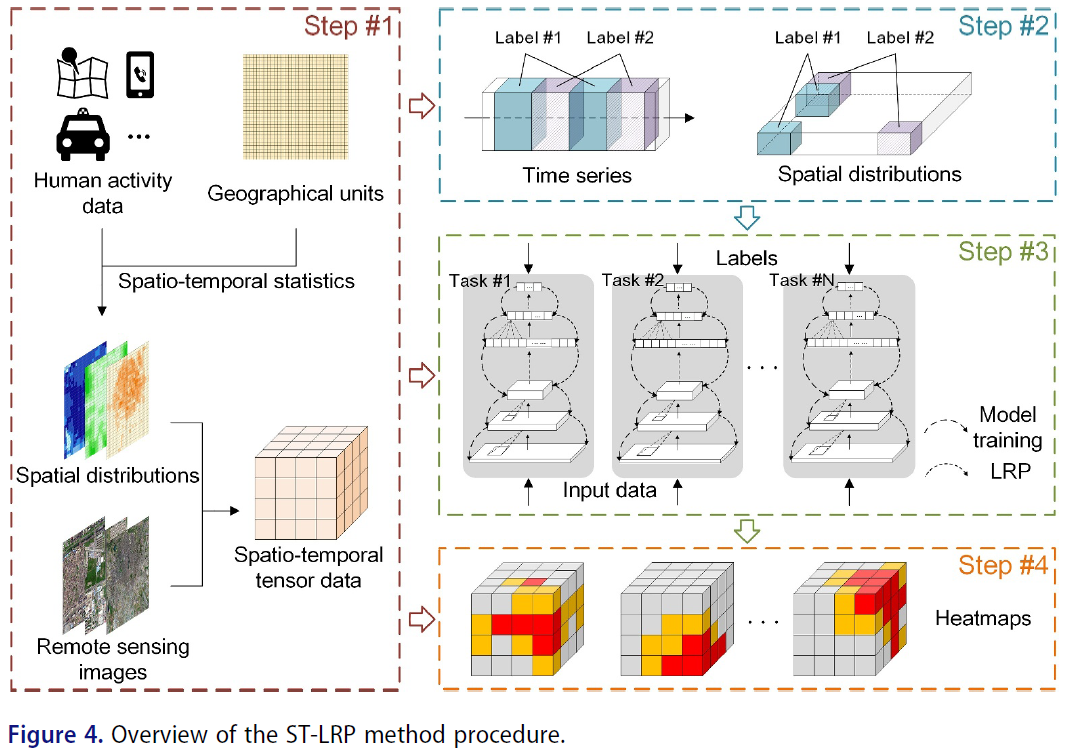 Step #1
Human activity
data
Geographical units
Spatio-temporal statistics
Spatial distributions
Remote sensing
images
Spatio-temporal
tensor data
Step #2
Label #1 Label #2
Time series
Label #1 Label #2
Spatial distributions
Step #3
Labels
Task #1 Task #2 Task #N
Input data
Model
training
LRP
Step #4
Heatmaps
Figure 4. Overview of the ST-LRP method procedure.